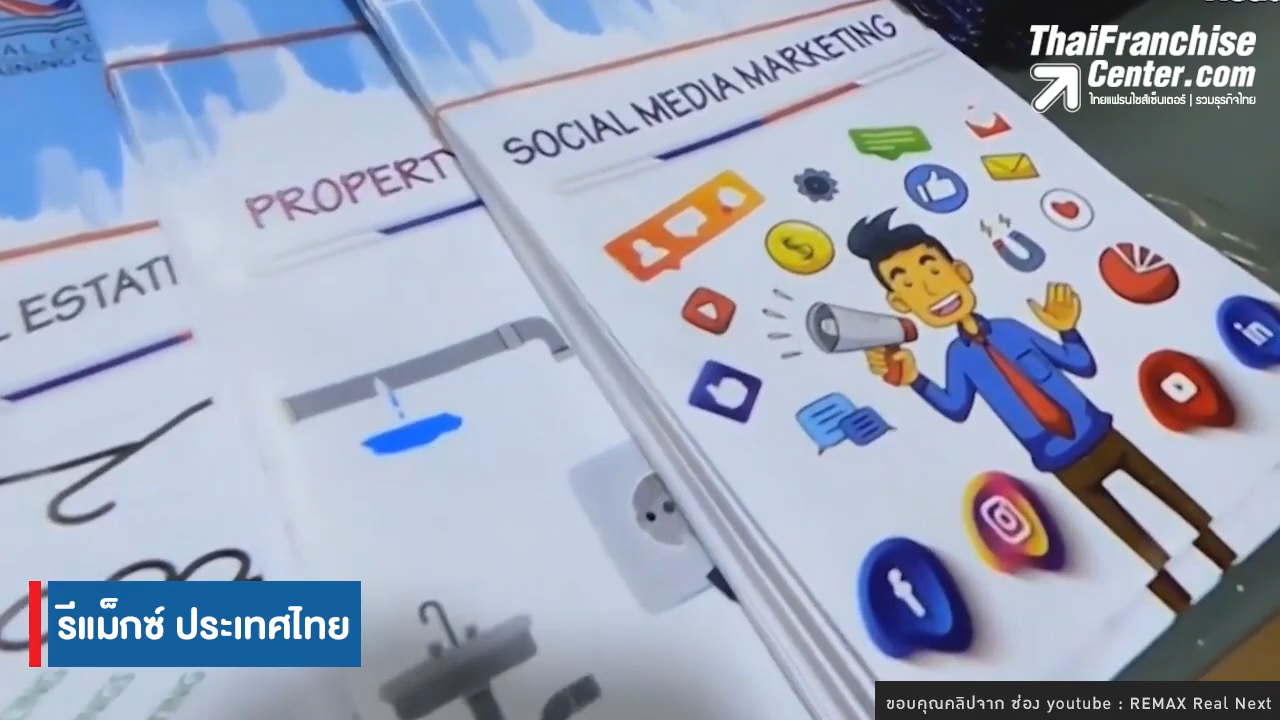 ThaiFranchise
Center.com
ไทยแฟรนไชส์เซ็นเตอร์ | รวมธุรกิจไทย
SOCIAL MEDIA MARKETING
PROPERTY
ESTATE
in
f
รีแม็กซ์ ประเทศไทย
ขอบคุณคลิปจาก ช่อง youtube : REMAX Real Next